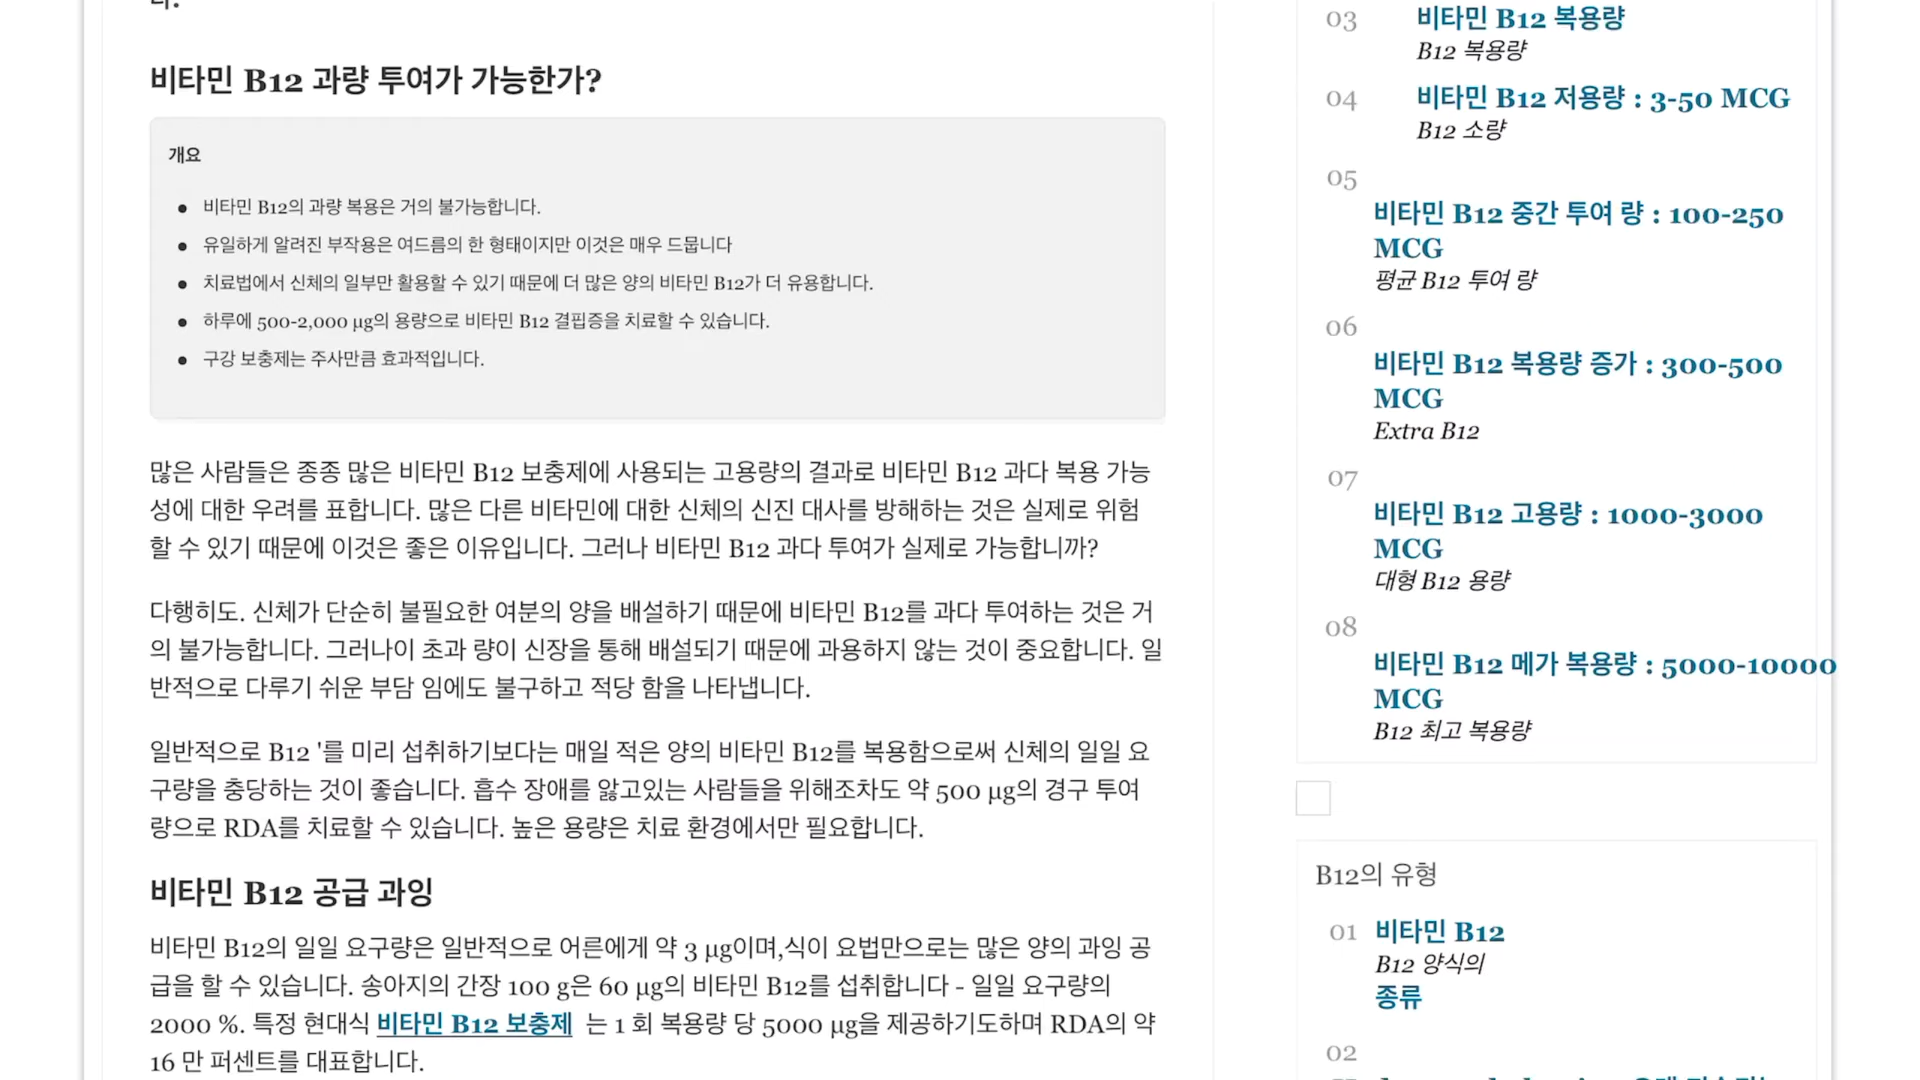 다.
비타민 B12 과량 투여가 가능한가?
개요
비타민 B12의 과량 복용은 거의 불가능합니다.
유일하게 알려진 부작용은 여드름의 한 형태이지만 이것은 매우 드뭅니다
치료법에서 신체의 일부만 활용할 수 있기 때문에 더 많은 양의 비타민 B12가 더 유용합니다.
하루에 500-2,000 µg의 용량으로 비타민 B12 결핍증을 치료할 수 있습니다.
구강 보충제는 주사만큼 효과적입니다.
많은 사람들은 종종 많은 비타민 B12 보충제에 사용되는 고용량의 결과로 비타민 B12 과다 복용 가능
성에 대한 우려를 표합니다. 많은 다른 비타민에 대한 신체의 신진 대사를 방해하는 것은 실제로 위험
할 수 있기 때문에 이것은 좋은 이유입니다. 그러나 비타민 B12 과다 투여가 실제로 가능합니까?
다행히도. 신체가 단순히 불필요한 여분의 양을 배설하기 때문에 비타민 B12를 과다 투여하는 것은 거
의 불가능합니다. 그러나이 초과 량이 신장을 통해 배설되기 때문에 과용하지 않는 것이 중요합니다. 일
반적으로 다루기 쉬운 부담 임에도 불구하고 적당 함을 나타냅니다.
일반적으로 B12 '를 미리 섭취하기보다는 매일 적은 양의 비타민 B12를 복용함으로써 신체의 일일 요
구량을 충당하는 것이 좋습니다. 흡수 장애를 앓고있는 사람들을 위해조차도 약 500 µg의 경구 투여
량으로 RDA를 치료할 수 있습니다. 높은 용량은 치료 환경에서만 필요합니다.
비타민 B12 공급 과잉
비타민 B12의 일일 요구량은 일반적으로 어른에게 약 3 µg이며,식이 요법만으로는 많은 양의 과잉 공
급을 할 수 있습니다. 송아지의 간장 100 g은 60 µg의 비타민 B12를 섭취합니다 - 일일 요구량의
2000 %. 특정 현대식 비타민 B12 보충제 는 1 회 복용량 당 5000 µg을 제공하기도하며 RDA의 약
16 만 퍼센트를 대표합니다.
03 비타민 B12 복용량
B12 복용량
04 비타민 B12 저용량 : 3-50 MCG
B12 소량
05
비타민 B12 중간 투여 량 : 100-250
MCG
평균 B12 투여 량
06
비타민 B12 복용량 증가 : 300-500
MCG
Extra B12
07
비타민 B12 고용량 : 1000-3000
MCG
대형 B12 용량
08
비타민 B12 메가 복용량 : 5000-10000
MCG
B12 최고 복용량
B12의 유형
01 비타민 B12
B12 양식의
종류
02